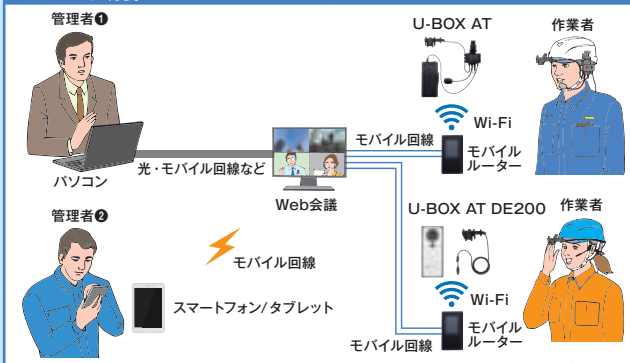 管理者❶
U-BOX AT
作業者
Wi-Fi
モバイル回線
モバイル
ルーター
光・モバイル回線など
パソコン
Web会議
管理者❷
U-BOX AT DE200
作業者
モバイル回線
スマートフォン/タブレット
Wi-Fi
モバイル回線
モバイル
ルーター